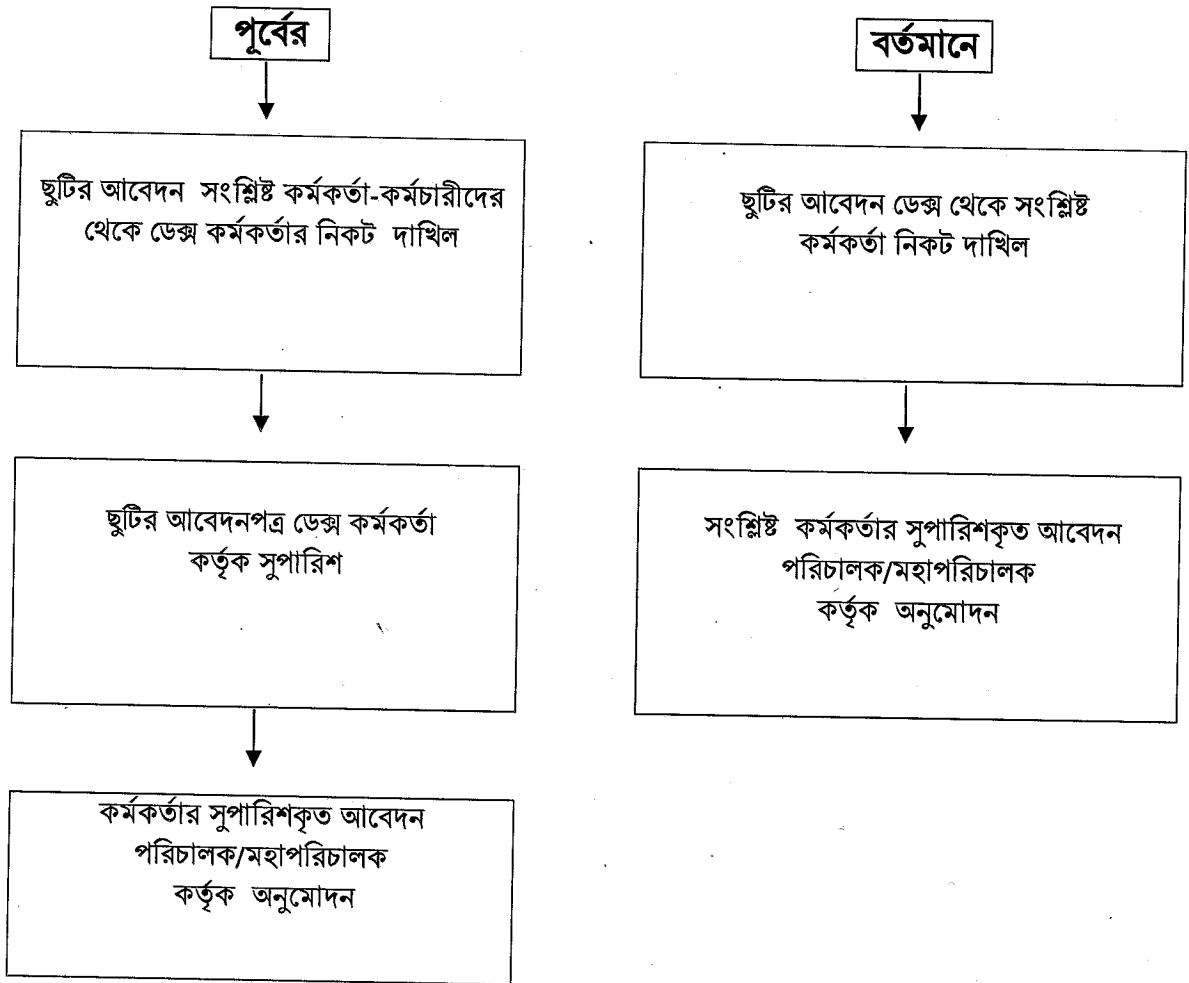 পূর্বের
ছুটির আবেদন সংশ্লিষ্ট কর্মকর্তা-কর্মচারীদের
থেকে ডেক্স কর্মকর্তার নিকট দাখিল
ছুটির আবেদনপত্র ডেক্স কর্মকর্তা
কর্তৃক সুপারিশ
কর্মকর্তার সুপারিশকৃত আবেদন
পরিচালক/মহাপরিচালক
কর্তৃক অনুমোদন
বর্তমানে
ছুটির আবেদন ডেক্স থেকে সংশ্লিষ্ট
কর্মকর্তা নিকট দাখিল
সংশ্লিষ্ট কর্মকর্তার সুপারিশকৃত আবেদন
পরিচালক/মহাপরিচালক
কর্তৃক অনুমোদন